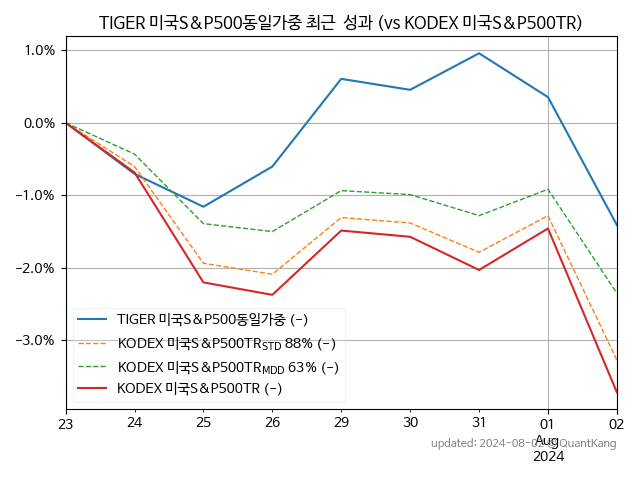 TIGER 미국S&P500동일가중 최근 성과 (vs KODEX 미국S&P500TR)
1.0%
0.0%
−1.0%
−2.0%
−3.0%
TIGER 미국S&P500동일가중 (-)
KODEX 미국S&P500TRSTD 88% (-)
KODEX 미국S&P500TRMDD 63% (-)
KODEX 미국S&P500TR (-)
23 24 25 26 29 30 31 01 02
Aug
2024
updated: 2024-08-02 @QuantKang